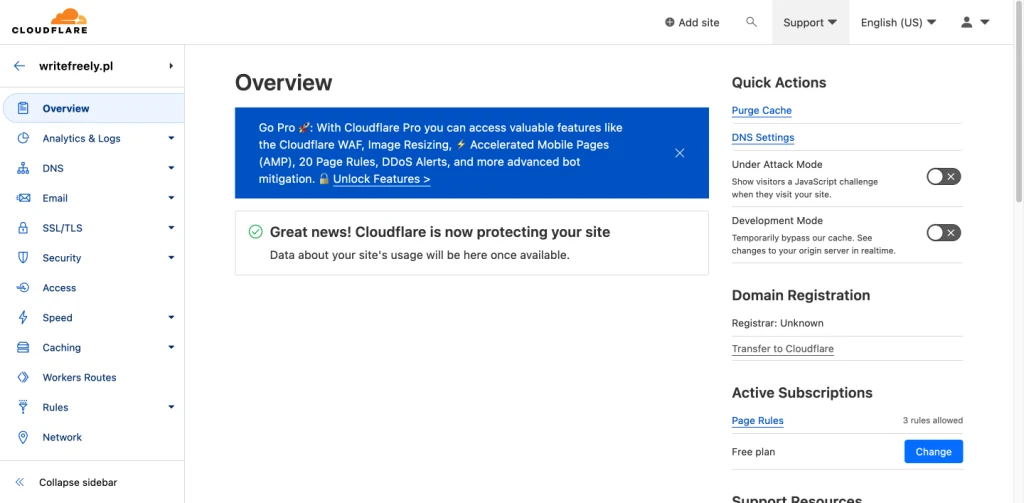 CLOUDFLARE
Add site
Support
English (US)
writefreely.pl
Overview
Analytics & Logs
DNS
Email
SSL/TLS
Security
Access
Speed
Caching
Workers Routes
Rules
Network
Collapse sidebar
Overview
Go Pro 🚀: With Cloudflare Pro you can access valuable features like
the Cloudflare WAF, Image Resizing, ⚡ Accelerated Mobile Pages
(AMP), 20 Page Rules, DDoS Alerts, and more advanced bot
mitigation. 🔒 Unlock Features >
Great news! Cloudflare is now protecting your site
Data about your site's usage will be here once available.
Quick Actions
Purge Cache
DNS Settings
Under Attack Mode
Show visitors a JavaScript challenge
when they visit your site.
Development Mode
Temporarily bypass our cache. See
changes to your origin server in realtime.
Domain Registration
Registrar: Unknown
Transfer to Cloudflare
Active Subscriptions
Page Rules
3 rules allowed
Free plan
Change
Support Resources